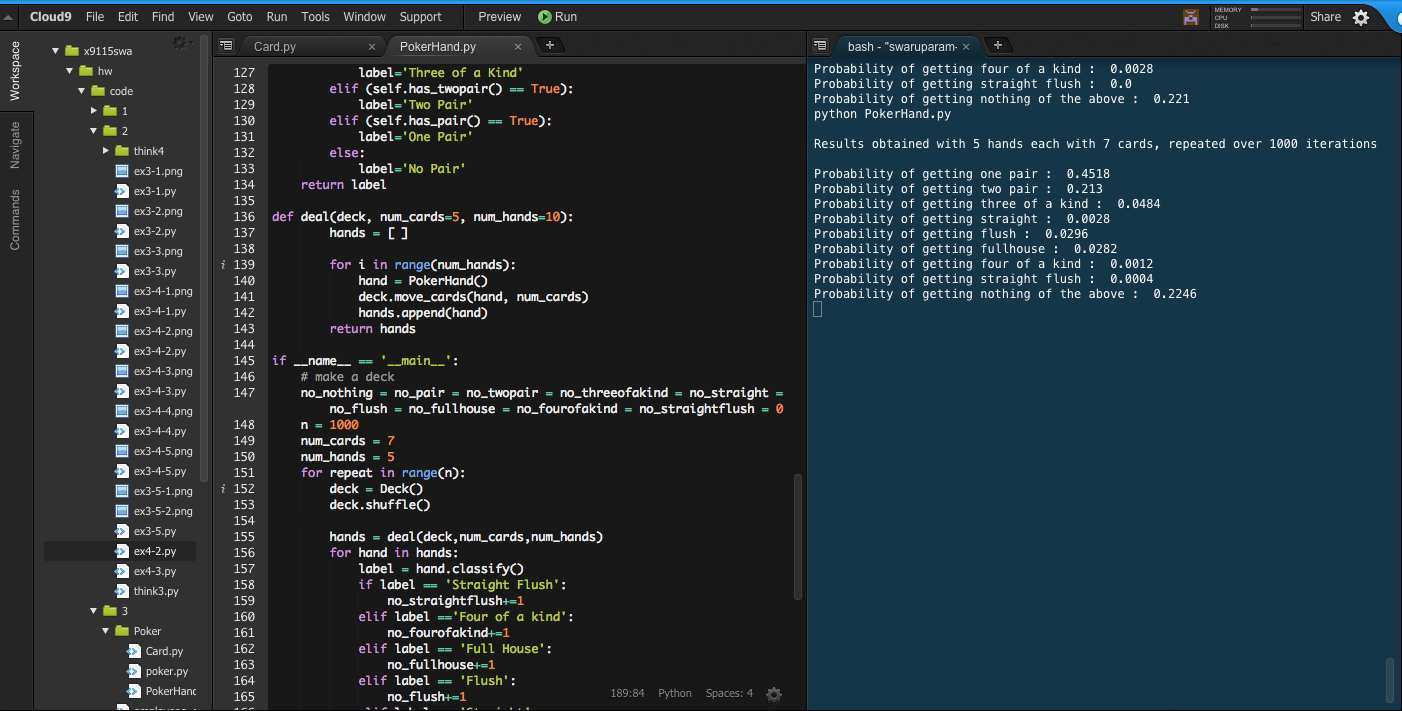 Cloud9 File Edit Find View Goto Run Tools Window Support Preview Run MEMORY CPU DISK Share
Workspace
Navigate
Commands
x9115swa
hw
code
1
2
think4
ex3-1.png
ex3-1.py
ex3-2.png
ex3-2.py
ex3-3.png
ex3-3.py
ex3-4-1.png
ex3-4-1.py
ex3-4-2.png
ex3-4-2.py
ex3-4-3.png
ex3-4-3.py
ex3-4-4.png
ex3-4-4.py
ex3-4-5.png
ex3-4-5.py
ex3-5-1.png
ex3-5-2.png
ex3-5.py
ex4-2.py
ex4-3.py
think3.py
3
Poker
Card.py
poker.py
PokerHand
Card.py × PokerHand.py × +
127 label='Three of a Kind'
128 elif (self.has_twopair() == True):
129 label='Two Pair'
130 elif (self.has_pair() == True):
131 label='One Pair'
132 else:
133 label='No Pair'
134 return label
135
136 def deal(deck, num_cards=5, num_hands=10):
137 hands = [ ]
138
i 139 for i in range(num_hands):
140 hand = PokerHand()
141 deck.move_cards(hand, num_cards)
142 hands.append(hand)
143 return hands
144
145 if __name__ == '__main__':
146 # make a deck
147 no_nothing = no_pair = no_twopair = no_threeofakind = no_straight =
no_flush = no_fullhouse = no_fourofakind = no_straightflush = 0
148 n = 1000
149 num_cards = 7
150 num_hands = 5
151 for repeat in range(n):
i 152 deck = Deck()
153 deck.shuffle()
154
155 hands = deal(deck,num_cards,num_hands)
156 for hand in hands:
157 label = hand.classify()
158 if label == 'Straight Flush':
159 no_straightflush+=1
160 elif label =='Four of a kind':
161 no_fourofakind+=1
162 elif label == 'Full House':
163 no_fullhouse+=1
164 elif label == 'Flush':
165 no_flush+=1
189:84 Python Spaces: 4
bash - "swaruparam- × +
Probability of getting four of a kind :  0.0028
Probability of getting straight flush :  0.0
Probability of getting nothing of the above :  0.221
python PokerHand.py
Results obtained with 5 hands each with 7 cards, repeated over 1000 iterations
Probability of getting one pair :  0.4518
Probability of getting two pair :  0.213
Probability of getting three of a kind :  0.0484
Probability of getting straight :  0.0028
Probability of getting flush :  0.0296
Probability of getting fullhouse :  0.0282
Probability of getting four of a kind :  0.0012
Probability of getting straight flush :  0.0004
Probability of getting nothing of the above :  0.2246